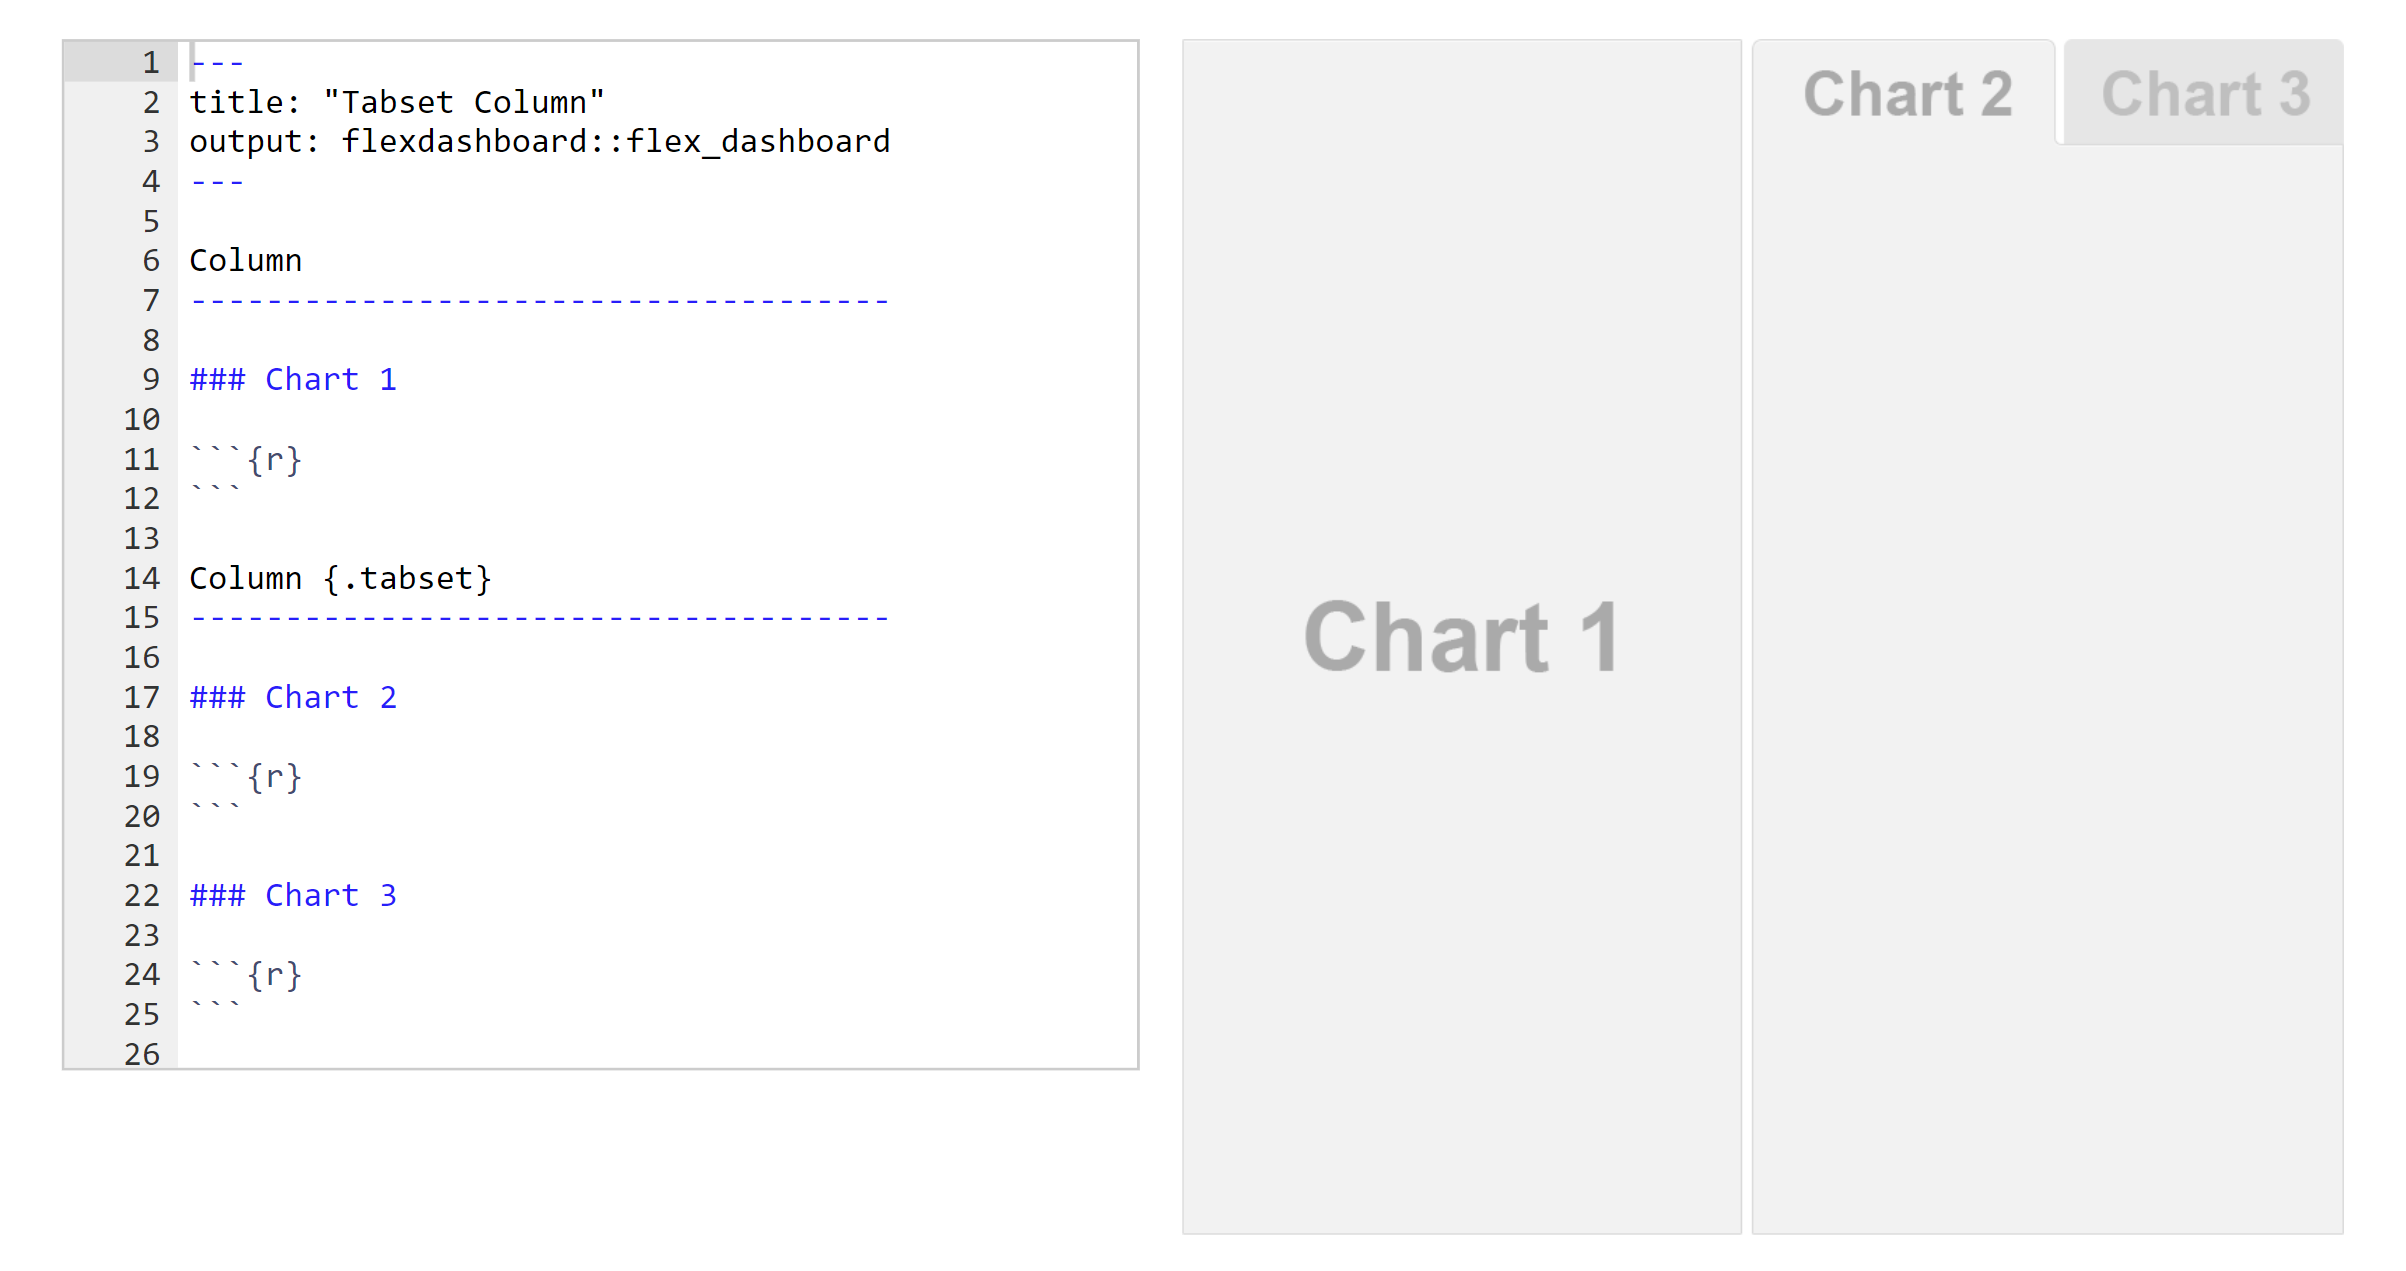 1 ---
2 title: "Tabset Column"
3 output: flexdashboard::flex_dashboard
4 ---
5
6 Column
7 -------------------------------------
8
9 ### Chart 1
10
11 ```{r}
12 ```
13
14 Column {.tabset}
15 -------------------------------------
16
17 ### Chart 2
18
19 ```{r}
20 ```
21
22 ### Chart 3
23
24 ```{r}
25 ```
26
Chart 1
Chart 2
Chart 3